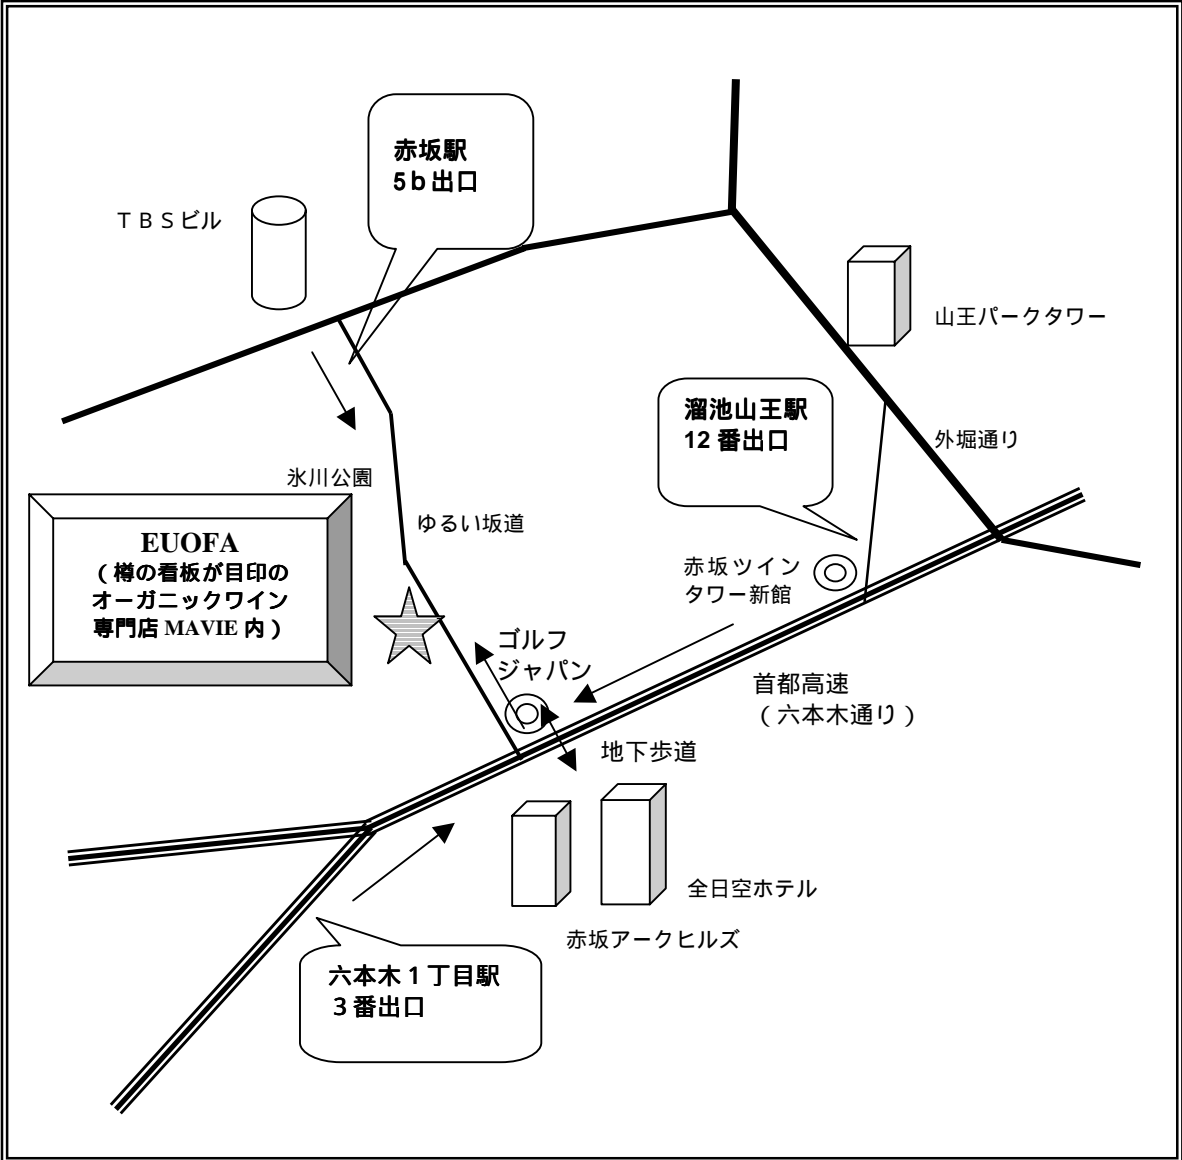 赤坂駅
5b出口
TBSビル
山王パークタワー
溜池山王駅
12番出口
外堀通り
氷川公園
ゆるい坂道
EUOFA
(樽の看板が目印の
オーガニックワイン
専門店 MAVIE 内)
赤坂ツイン
タワー新館
ゴルフ
ジャパン
首都高速
(六本木通り)
地下歩道
全日空ホテル
赤坂アークヒルズ
六本木1丁目駅
3番出口